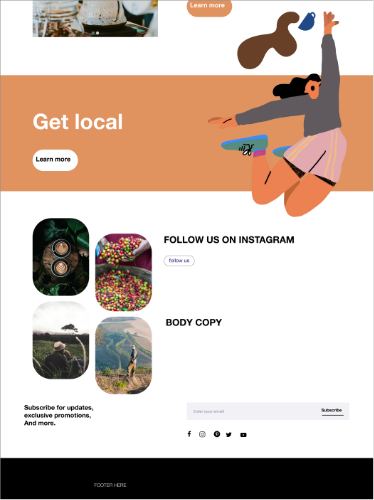 Learn more
Get local
Learn more
FOLLOW US ON INSTAGRAM
follow us
BODY COPY
Subscribe for updates,
exclusive promotions,
And more.
Enter your email
Subscribe
FOOTER HERE